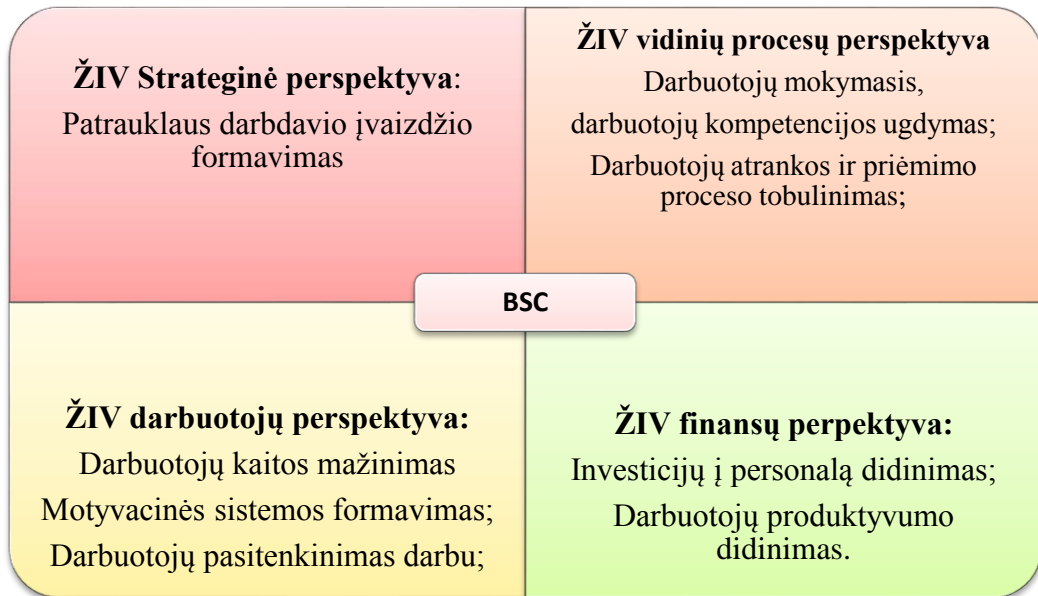 ŽIV Strateginė perspektyva:
Patrauklaus darbdavio įvaizdžio
formavimas
ŽIV vidinių procesų perspektyva
Darbuotojų mokymasis,
darbuotojų kompetencijos ugdymas;
Darbuotojų atrankos ir priėmimo
proceso tobulinimas;
BSC
ŽIV darbuotojų perspektyva:
Darbuotojų kaitos mažinimas
Motyvacinės sistemos formavimas;
Darbuotojų pasitenkinimas darbu;
ŽIV finansų perpektyva:
Investicijų į personalą didinimas;
Darbuotojų produktyvumo
didinimas.